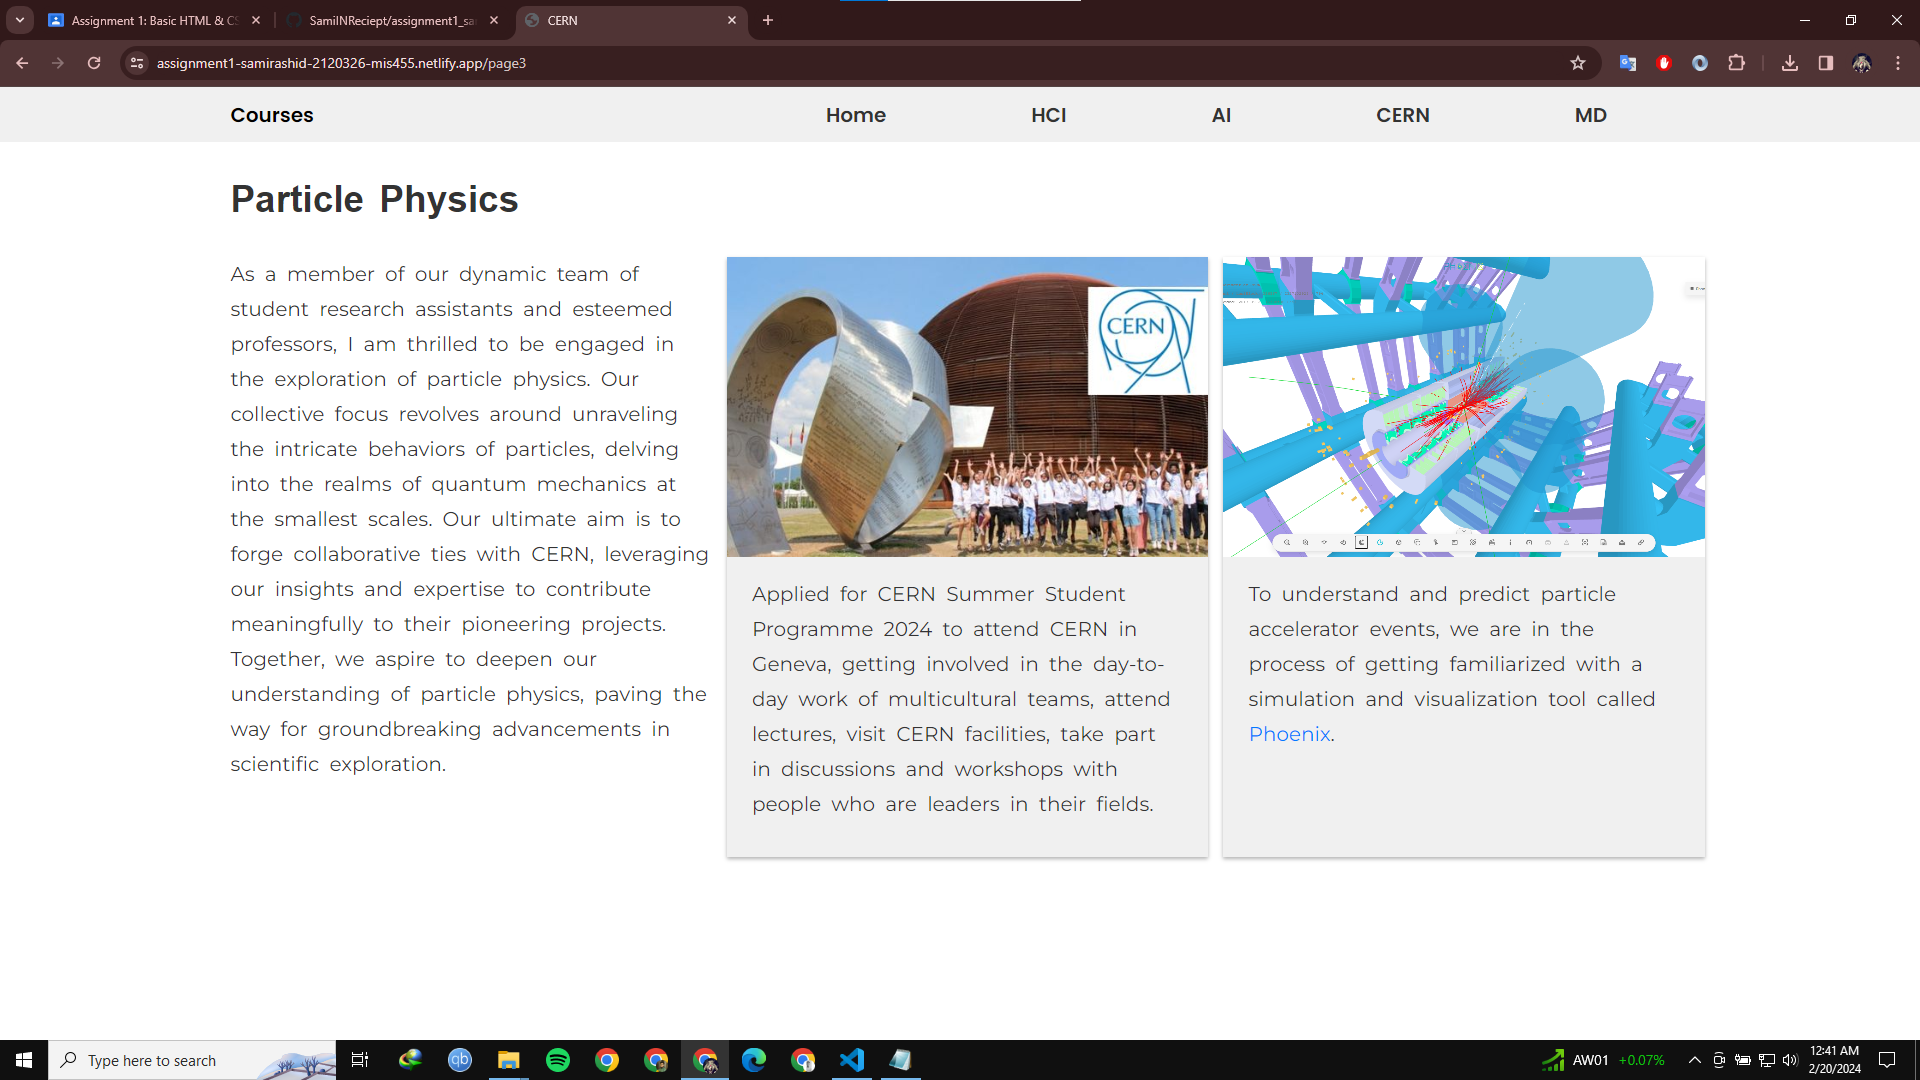 Assignment 1: Basic HTML & CS
SamiINReciept/assignment1_sa
CERN
assignment1-samirashid-2120326-mis455.netlify.app/page3
Courses
Home
HCI
AI
CERN
MD
Particle Physics
As a member of our dynamic team of
student research assistants and esteemed
professors, I am thrilled to be engaged in
the exploration of particle physics. Our
collective focus revolves around unraveling
the intricate behaviors of particles, delving
into the realms of quantum mechanics at
the smallest scales. Our ultimate aim is to
forge collaborative ties with CERN, leveraging
our insights and expertise to contribute
meaningfully to their pioneering projects.
Together, we aspire to deepen our
understanding of particle physics, paving the
way for groundbreaking advancements in
scientific exploration.
CERN
Applied for CERN Summer Student
Programme 2024 to attend CERN in
Geneva, getting involved in the day-to-
day work of multicultural teams, attend
lectures, visit CERN facilities, take part
in discussions and workshops with
people who are leaders in their fields.
To understand and predict particle
accelerator events, we are in the
process of getting familiarized with a
simulation and visualization tool called
Phoenix.
Type here to search
qb
AW01 +0.07%
12:41 AM
2/20/2024